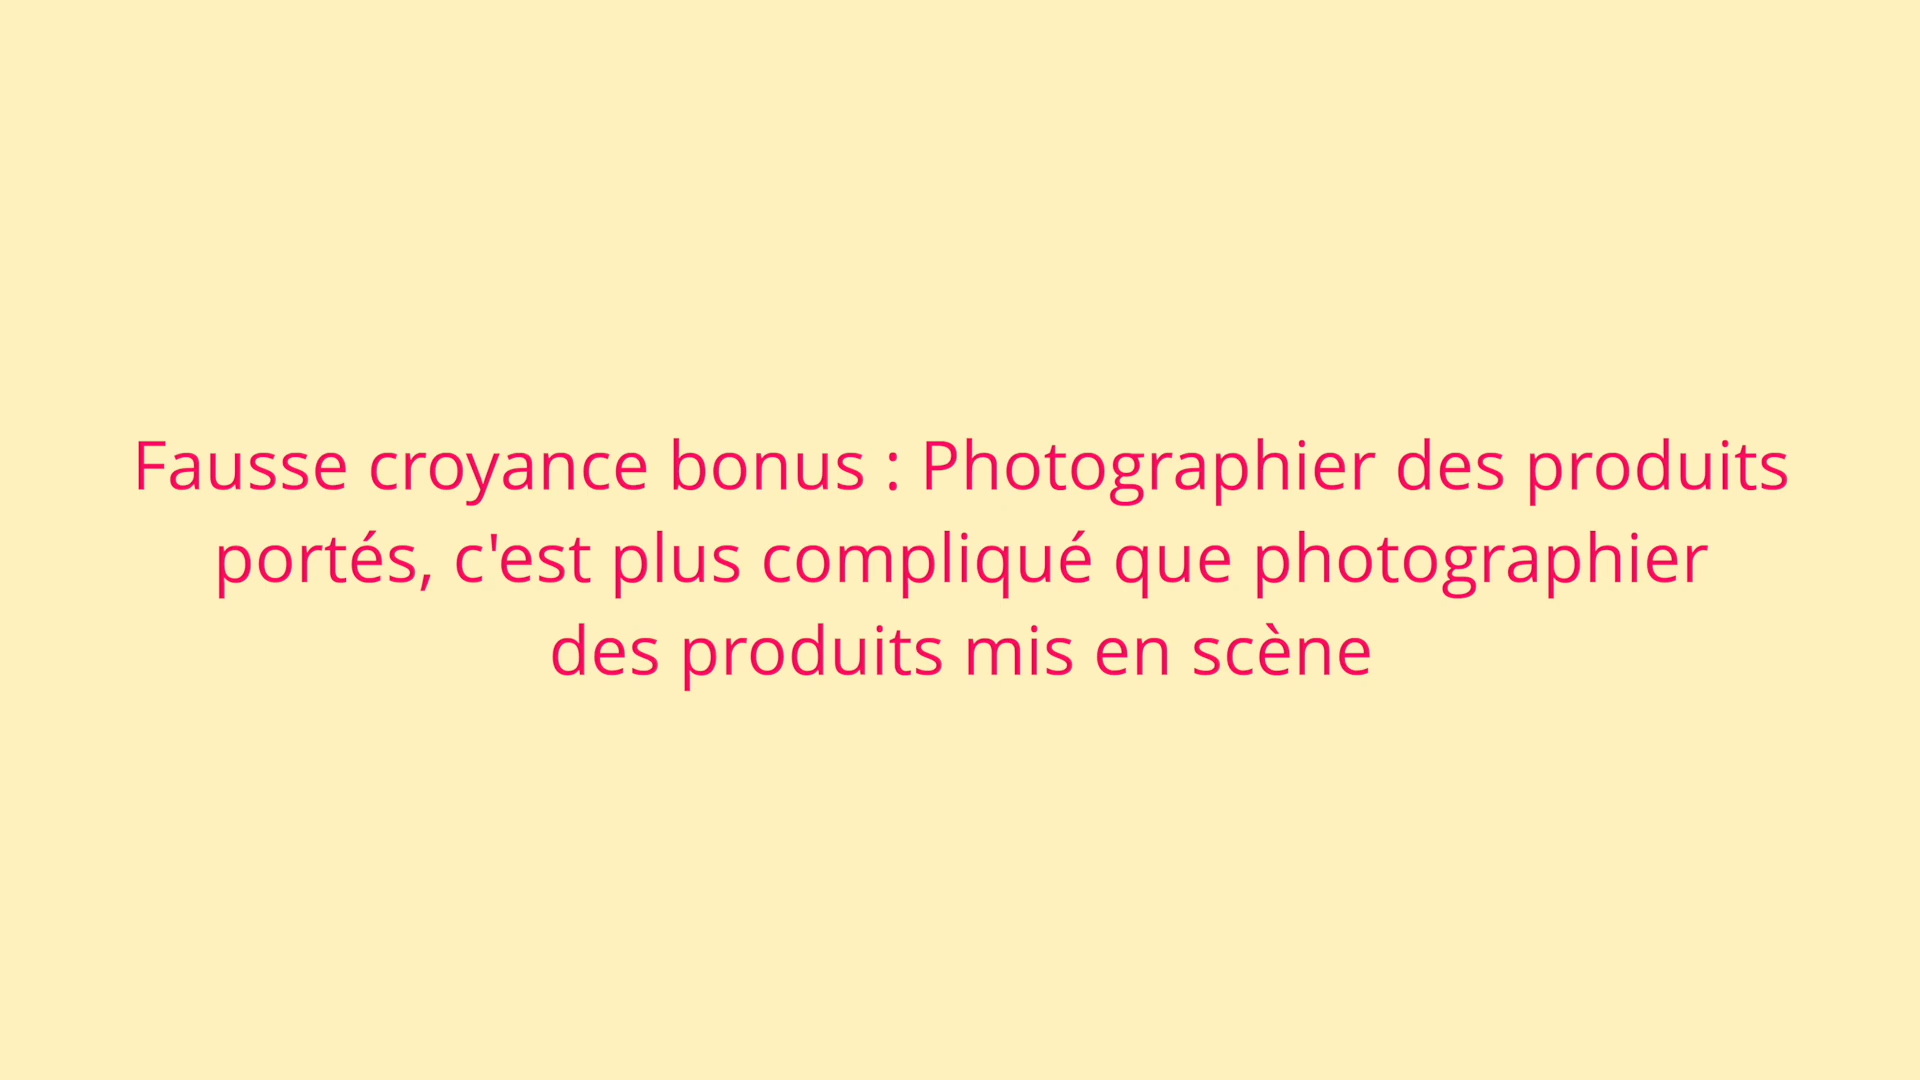 Fausse croyance bonus : Photographier des produits
portés, c'est plus compliqué que photographier
des produits mis en scène